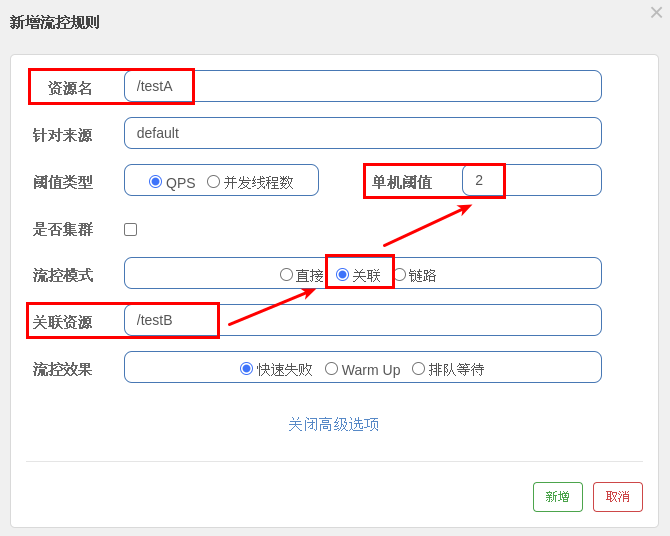 新增流控规则
资源名 /testA
针对来源 default
阈值类型 QPS 并发线程数 单机阈值 2
是否集群
流控模式 直接 关联 链路
关联资源 /testB
流控效果 快速失败 Warm Up 排队等待
关闭高级选项
新增 取消